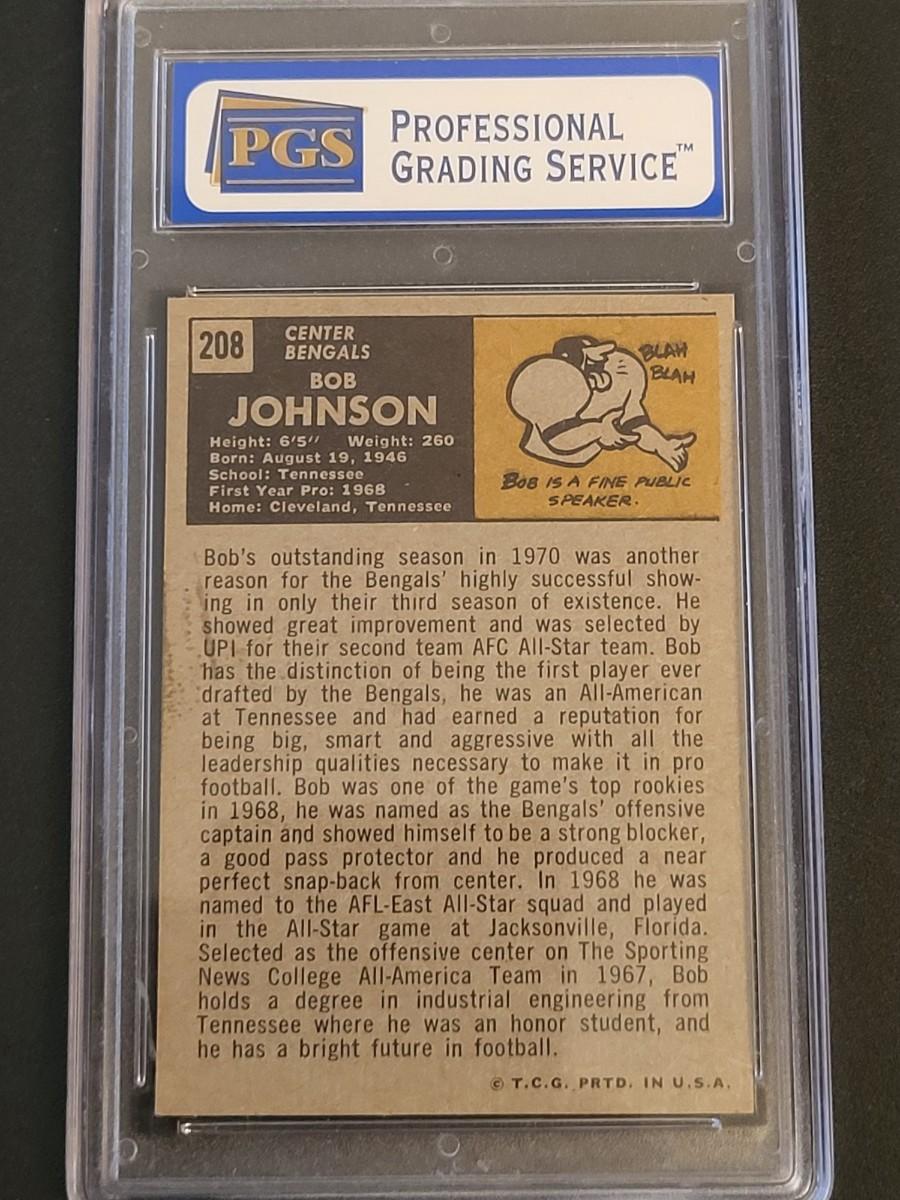 PGS
PROFESSIONAL
GRADING SERVICE™
208
CENTER
BENGALS
BOB
JOHNSON
Height: 6'5″ Weight: 260
Born: August 19, 1946
School: Tennessee
First Year Pro: 1968
Home: Cleveland, Tennessee
BLAH
BLAH
BOB IS A FINE PUBLIC
SPEAKER.
Bob's outstanding season in 1970 was another
reason for the Bengals' highly successful show-
ing in only their third season of existence. He
showed great improvement and was selected by
UPI for their second team AFC All-Star team. Bob
has the distinction of being the first player ever
drafted by the Bengals, he was an All-American
at Tennessee and had earned a reputation for
being big, smart and aggressive with all the
leadership qualities necessary to make it in pro
football. Bob was one of the game's top rookies
in 1968, he was named as the Bengals' offensive
captain and showed himself to be a strong blocker,
a good pass protector and he produced a near
perfect snap-back from center. In 1968 he was
named to the AFL-East All-Star squad and played
in the All-Star game at Jacksonville, Florida.
Selected as the offensive center on The Sporting
News College All-America Team in 1967, Bob
holds a degree in industrial engineering from
Tennessee where he was an honor student, and
he has a bright future in football.
© T.C.G. PRTD. IN U.S.A.